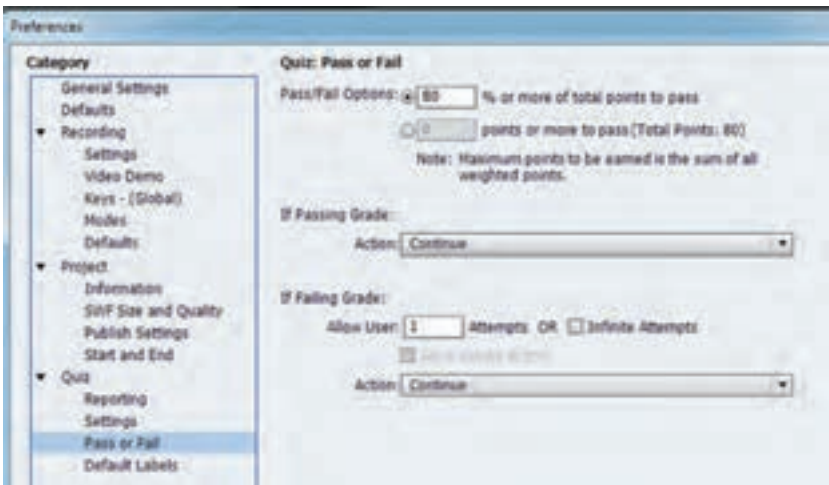 Preferences
Category
General Settings
Defaults
Recording
Settings
Video Demo
Keys - (Global)
Modes
Defaults
Project
Information
SWF Size and Quality
Publish Settings
Start and End
Quiz
Reporting
Settings
Pass or Fail
Default Labels
Quiz: Pass or Fail
Pass/Fail Options: 80 % or more of total points to pass
0 points or more to pass (Total Points: 80)
Note: Maximum points to be earned is the sum of all
weighted points.
If Passing Grade:
Action: Continue
If Failing Grade:
Allow User: 1 Attempts OR Infinite Attempts
Action: Continue